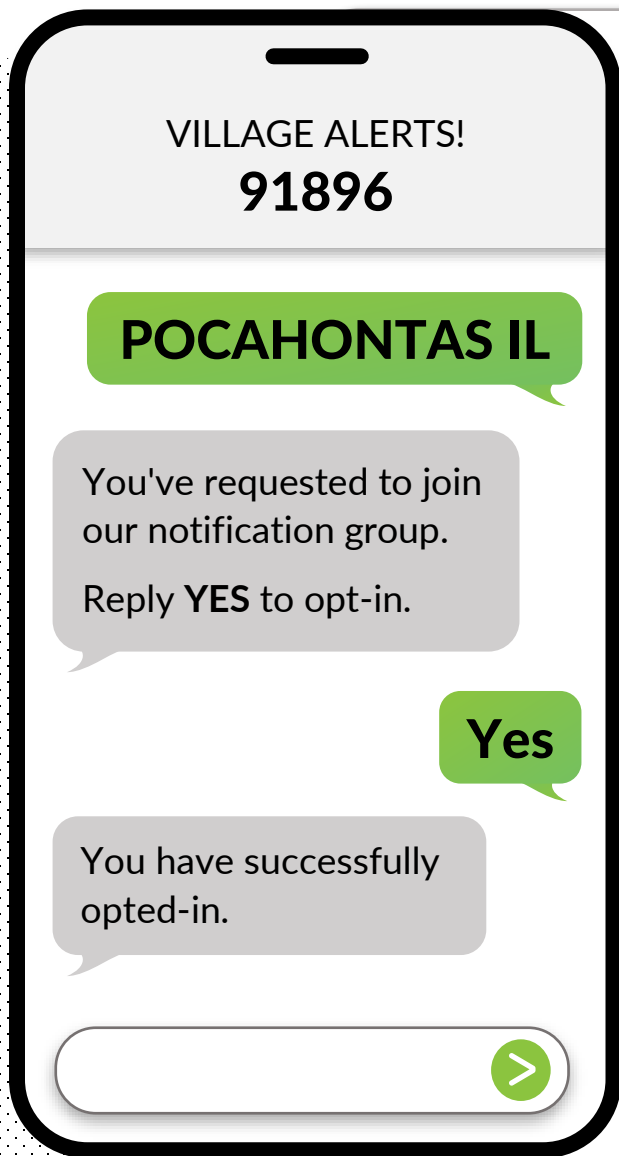 VILLAGE ALERTS!
91896
POCAHONTAS IL
You've requested to join
our notification group.
Reply YES to opt-in.
Yes
You have successfully
opted-in.